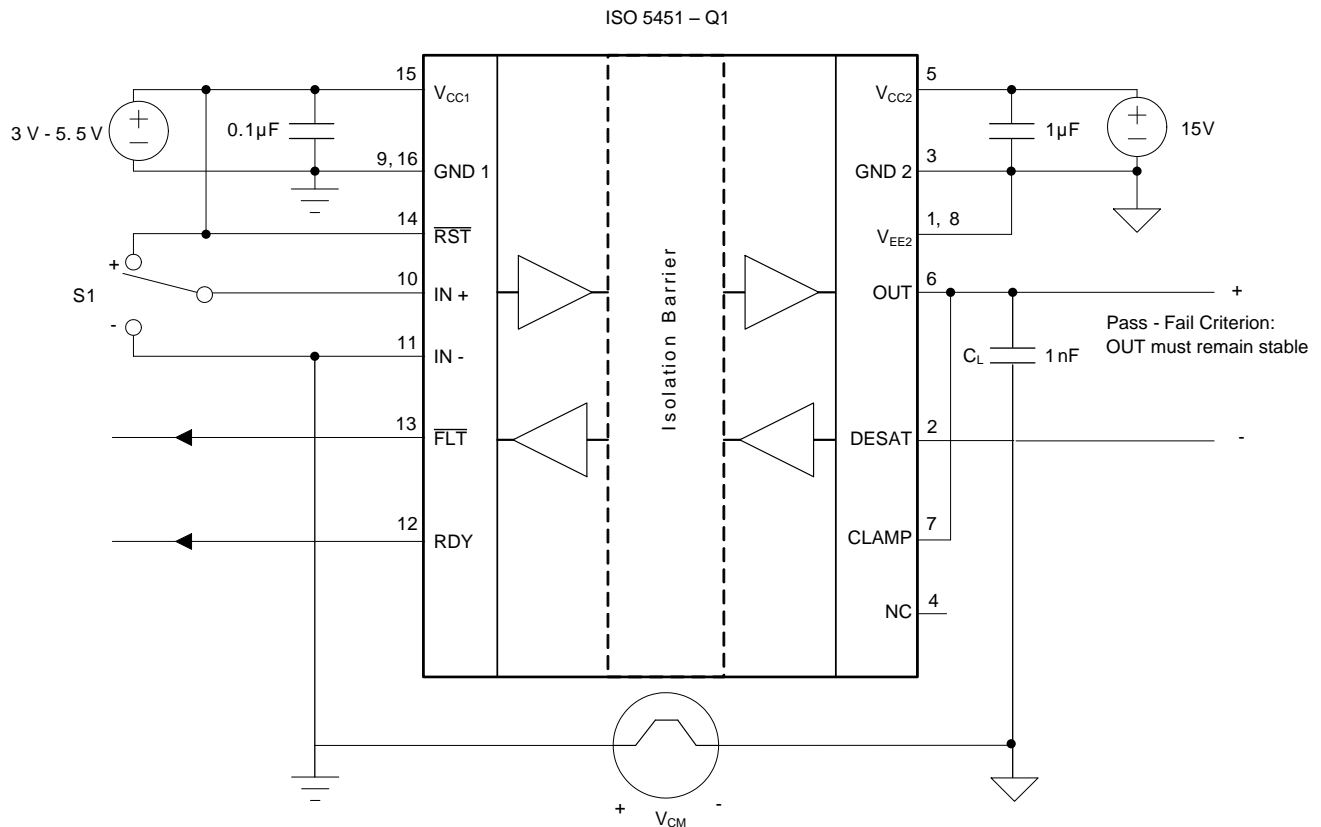 ISO 5451 – Q1
15
VCC1
5
VCC2
3 V - 5. 5 V
+
–
0.1µF
1µF
+
–
15V
9, 16
GND 1
3
GND 2
14
RST
1, 8
VEE2
+
S1
-
10
IN +
6
OUT
+
Pass - Fail Criterion:
OUT must remain stable
11
IN -
CL
1 nF
Isolation Barrier
13
FLT
2
DESAT
-
12
RDY
7
CLAMP
4
NC
+
-
VCM